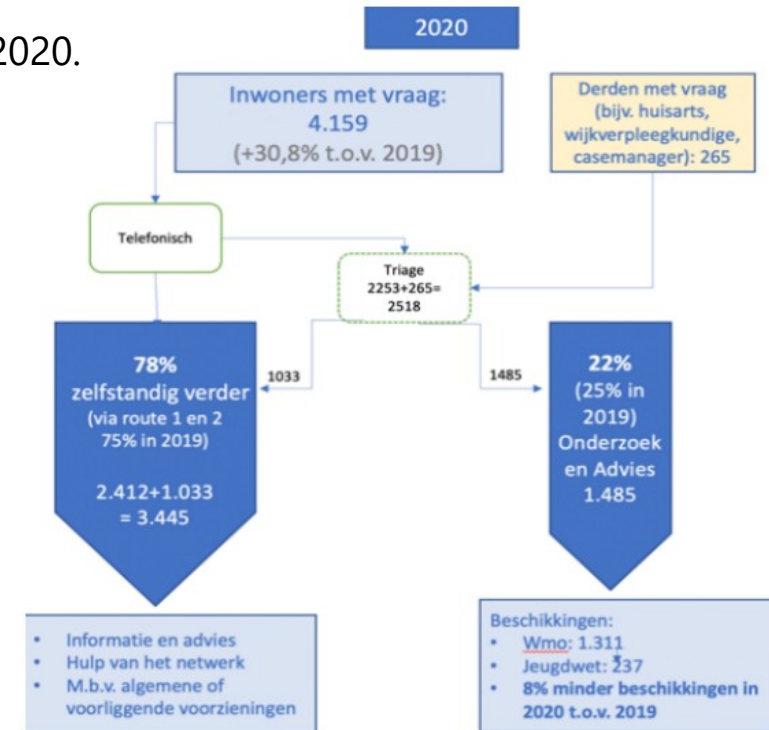 2020.
2020
Inwoners met vraag:
4.159
(+30,8% t.o.v. 2019)
Derden met vraag
(bijv. huisarts,
wijkverpleegkundige,
casemanager): 265
Telefonisch
Triage
2253+265=
2518
1033
1485
78%
zelfstandig verder
(via route 1 en 2
75% in 2019)
2.412+1.033
= 3.445
22%
(25% in
2019)
Onderzoek
en Advies
1.485
• Informatie en advies
• Hulp van het netwerk
• M.b.v. algemene of
voorliggende voorzieningen
Beschikkingen:
• Wmo: 1.311
• Jeugdwet: 237
• 8% minder beschikkingen in
2020 t.o.v. 2019